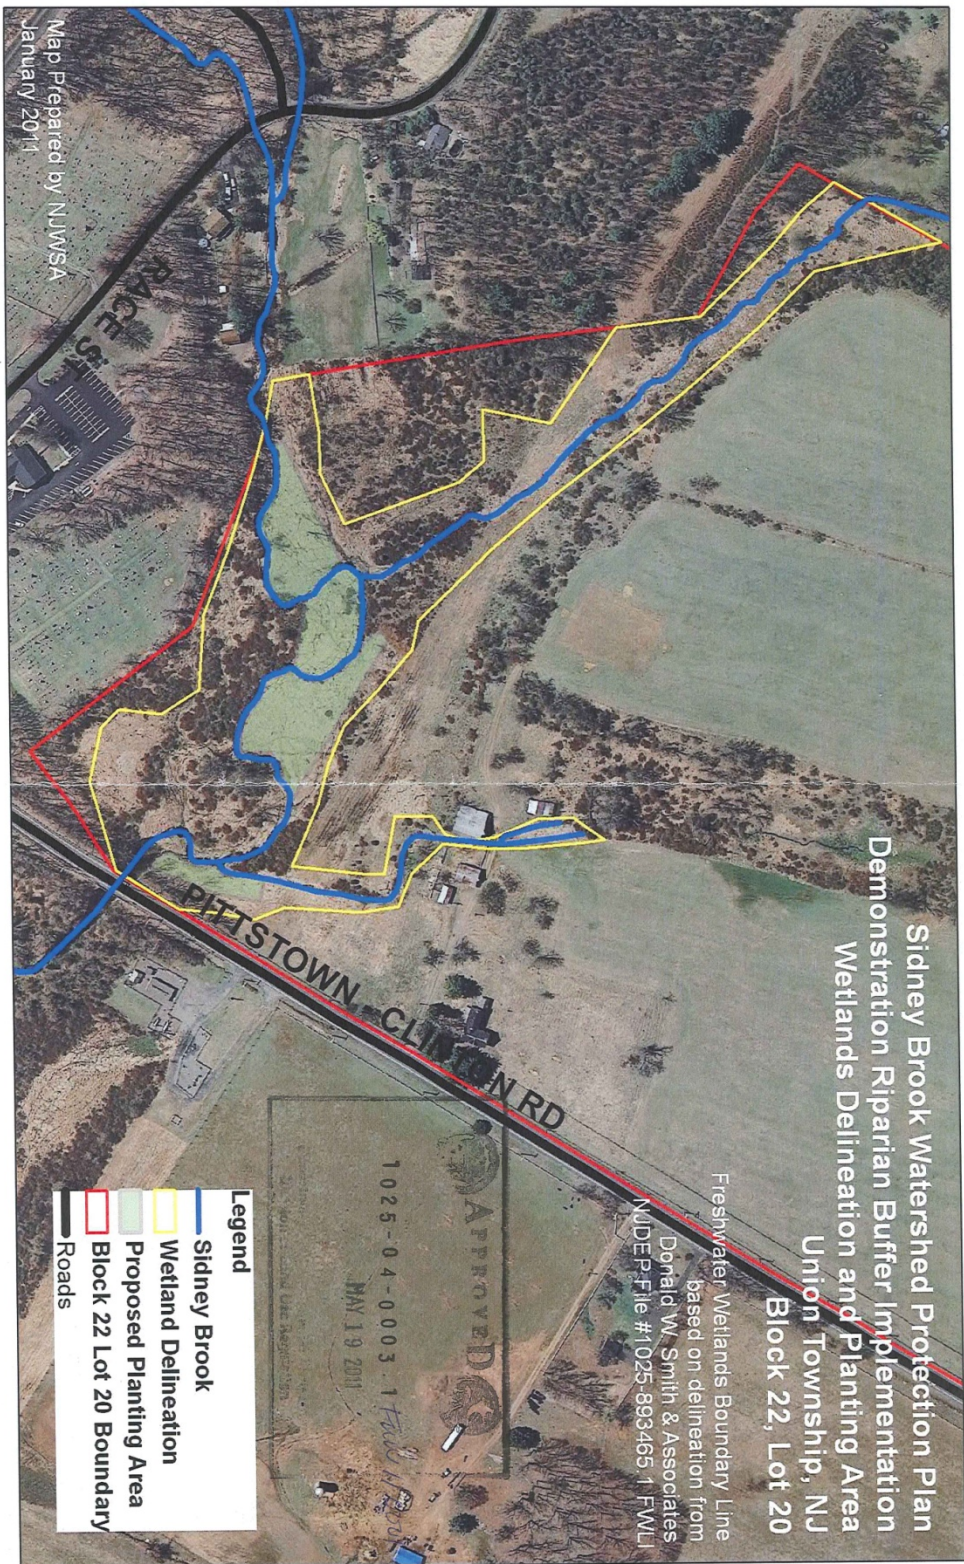 Sidney Brook Watershed Protection Plan
Demonstration Riparian Buffer Implementation
Wetlands Delineation and Planting Area
Union Township, NJ
Block 22, Lot 20
Freshwater Wetlands Boundary Line
based on delineation from
Donald W. Smith & Associates
NJDEP File #1025-893465.1 FWLI
RACE ST
PITTSTOWN - CLINTON RD
APPROVED
1025-04-0003.1
MAY 19 2011
Legend
Sidney Brook
Wetland Delineation
Proposed Planting Area
Block 22 Lot 20 Boundary
Roads
Map Prepared by NJWSA
January 2011